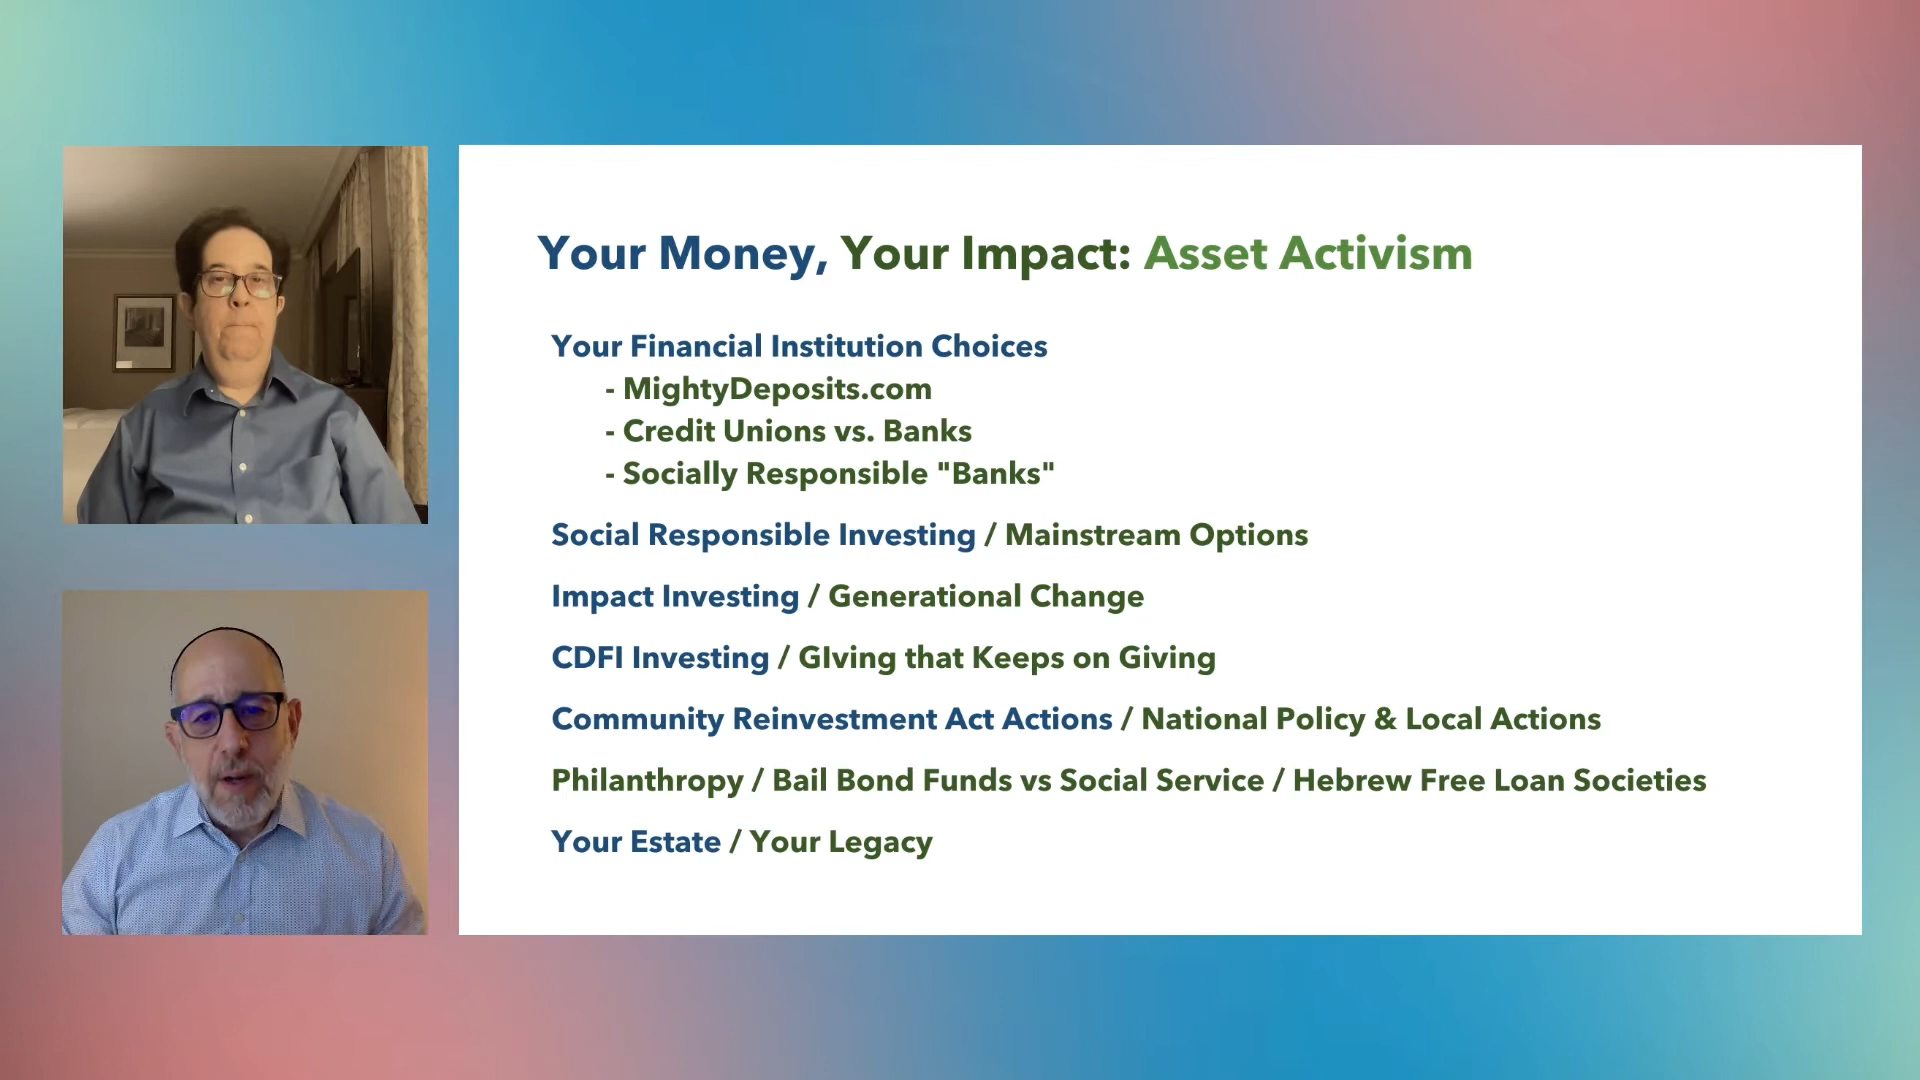 Your Money, Your Impact: Asset Activism
Your Financial Institution Choices
- MightyDeposits.com
- Credit Unions vs. Banks
- Socially Responsible "Banks"
Social Responsible Investing / Mainstream Options
Impact Investing / Generational Change
CDFI Investing / GIving that Keeps on Giving
Community Reinvestment Act Actions / National Policy & Local Actions
Philanthropy / Bail Bond Funds vs Social Service / Hebrew Free Loan Societies
Your Estate / Your Legacy